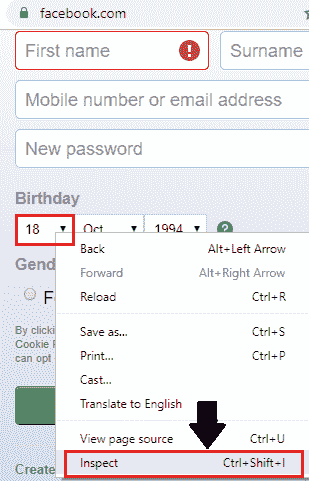 facebook.com
First name Surname
Mobile number or email address
New password
Birthday
18 Oct 1994 ?
Back Alt+Left Arrow
Forward Alt+Right Arrow
Reload Ctrl+R
Save as... Ctrl+S
Print... Ctrl+P
Cast...
Translate to English
View page source Ctrl+U
Inspect Ctrl+Shift+I
Gend
By clickin
Cookie
can opt
Create